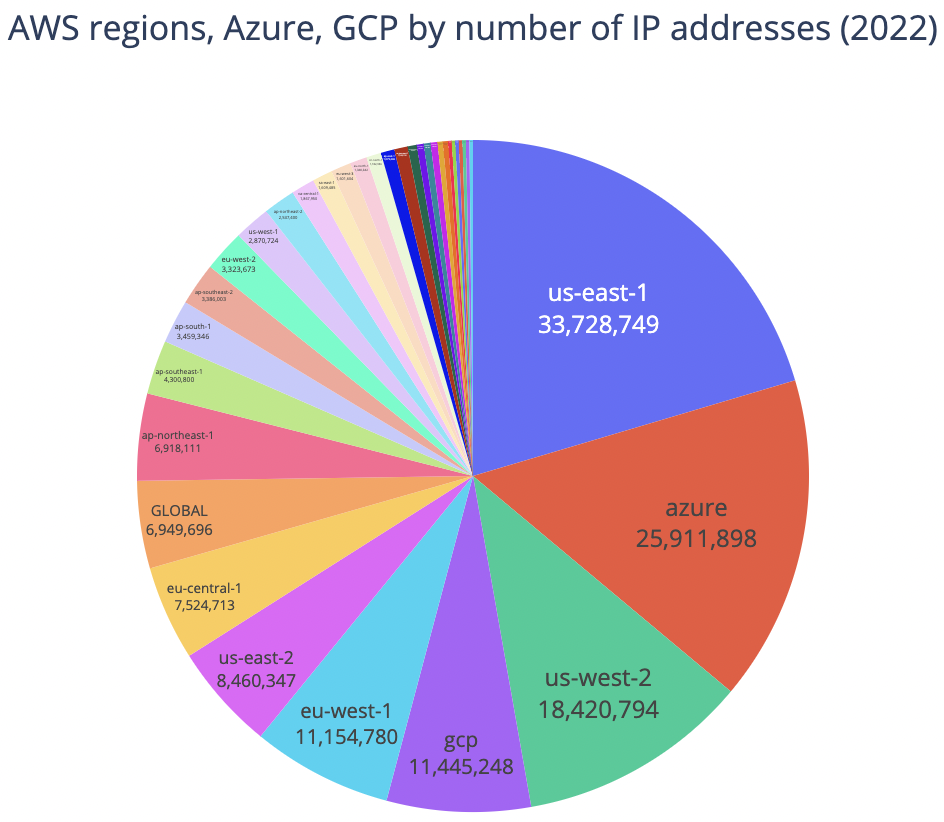 AWS regions, Azure, GCP by number of IP addresses (2022)
us-east-1
33,728,749
azure
25,911,898
us-west-2
18,420,794
gcp
11,445,248
eu-west-1
11,154,780
us-east-2
8,460,347
eu-central-1
7,524,713
GLOBAL
6,949,696
ap-northeast-1
6,918,111
ap-southeast-1
4,300,800
ap-south-1
3,459,346
ap-southeast-2
3,386,003
eu-west-2
3,323,673
us-west-1
2,870,724
ap-northeast-2